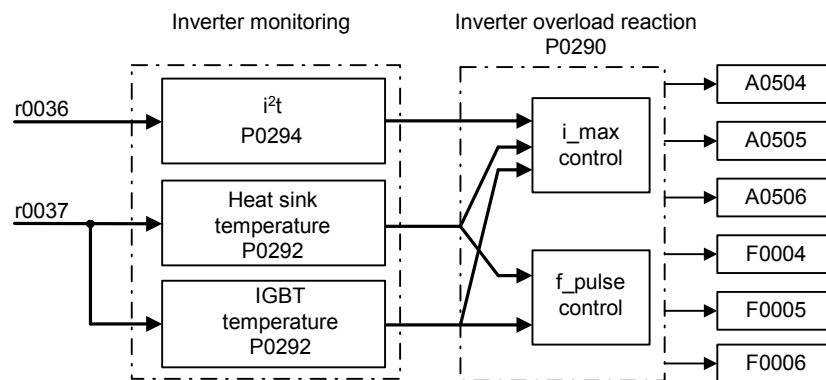 Inverter monitoring
Inverter overload reaction
P0290
r0036
i²t
P0294
r0037
Heat sink
temperature
P0292
IGBT
temperature
P0292
i_max
control
f_pulse
control
A0504
A0505
A0506
F0004
F0005
F0006